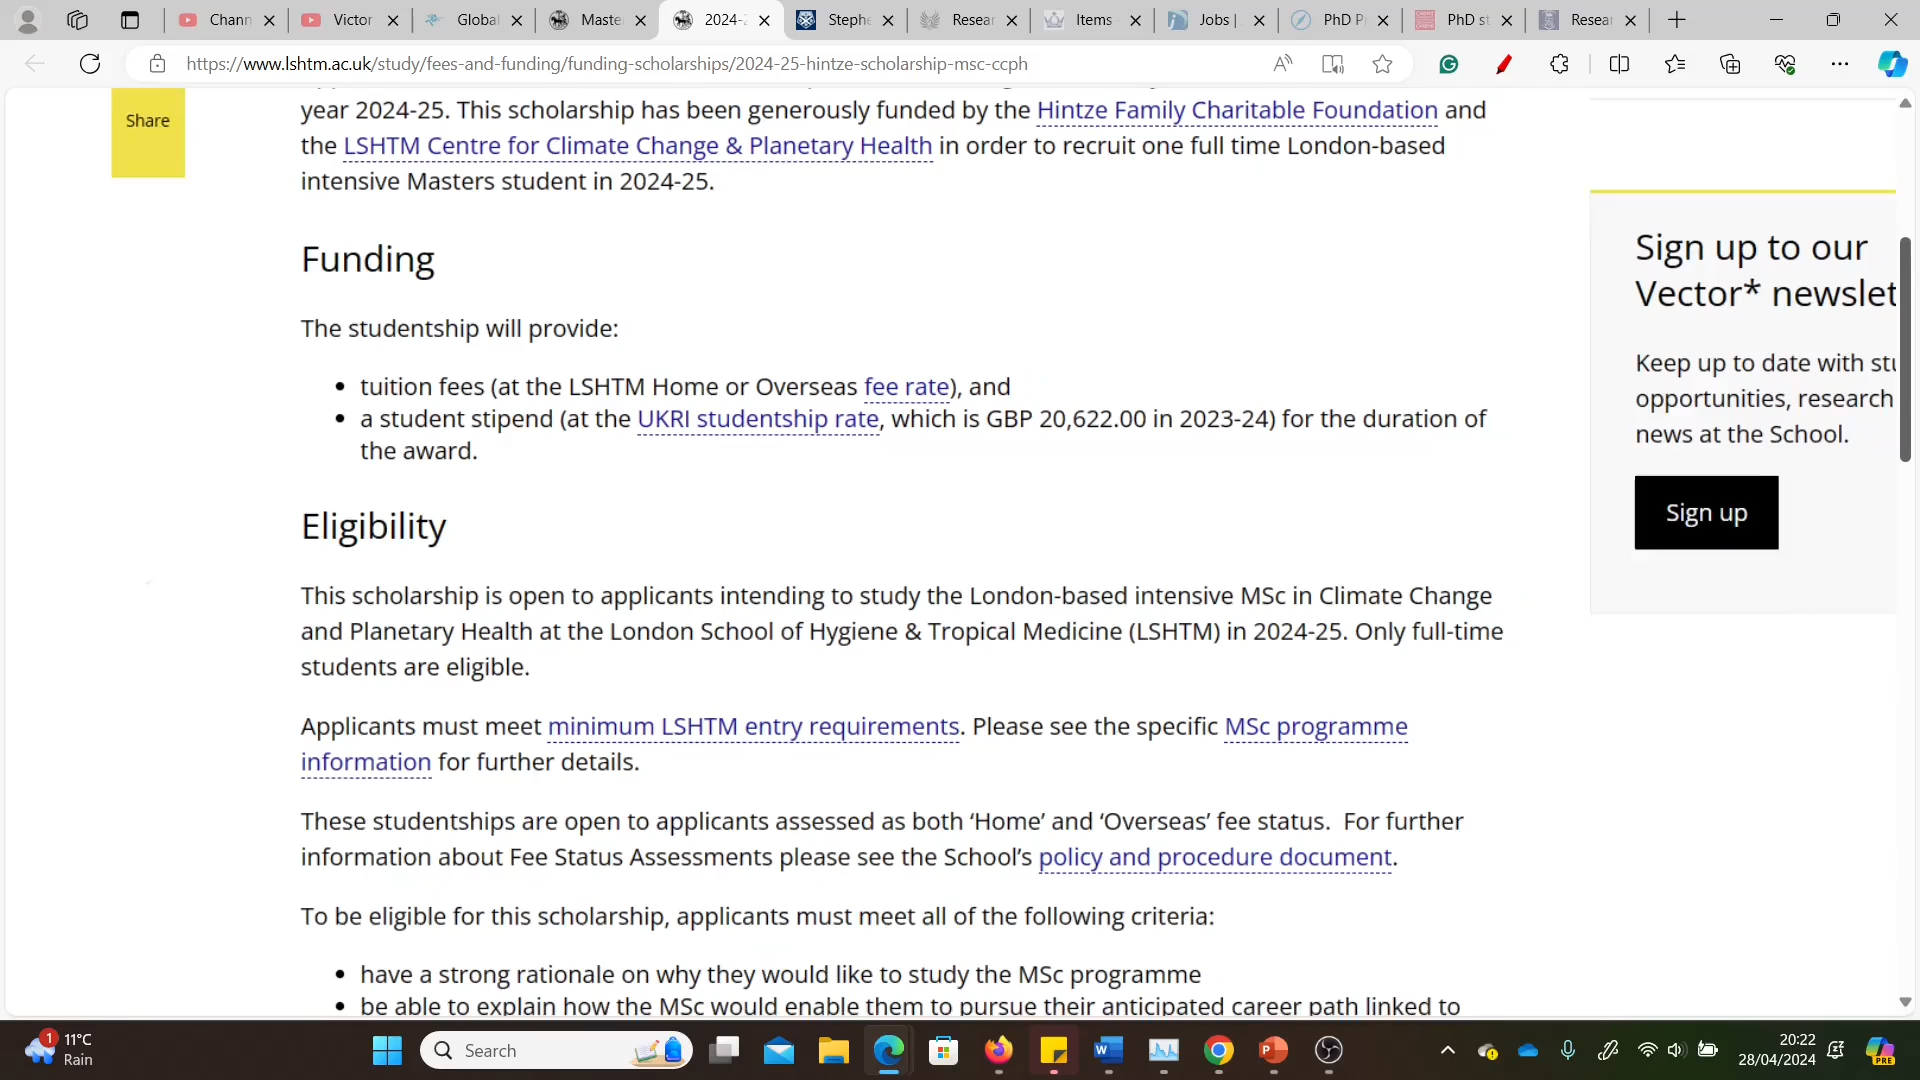 Chann
Victor
Global
Maste
2024-2
Stephe
Resear
Items
Jobs |
PhD P
PhD st
Resea
https://www.lshtm.ac.uk/study/fees-and-funding/funding-scholarships/2024-25-hintze-scholarship-msc-ccph
Share
year 2024-25. This scholarship has been generously funded by the Hintze Family Charitable Foundation and
the LSHTM Centre for Climate Change & Planetary Health in order to recruit one full time London-based
intensive Masters student in 2024-25.
Funding
The studentship will provide:
• tuition fees (at the LSHTM Home or Overseas fee rate), and
• a student stipend (at the UKRI studentship rate, which is GBP 20,622.00 in 2023-24) for the duration of
the award.
Eligibility
This scholarship is open to applicants intending to study the London-based intensive MSc in Climate Change
and Planetary Health at the London School of Hygiene & Tropical Medicine (LSHTM) in 2024-25. Only full-time
students are eligible.
Applicants must meet minimum LSHTM entry requirements. Please see the specific MSc programme
information for further details.
These studentships are open to applicants assessed as both ‘Home’ and ‘Overseas’ fee status. For further
information about Fee Status Assessments please see the School’s policy and procedure document.
To be eligible for this scholarship, applicants must meet all of the following criteria:
• have a strong rationale on why they would like to study the MSc programme
• be able to explain how the MSc would enable them to pursue their anticipated career path linked to
Sign up to our
Vector* newslet
Keep up to date with stu
opportunities, research
news at the School.
Sign up
1
11°C
Rain
Search
20:22
28/04/2024
PRE